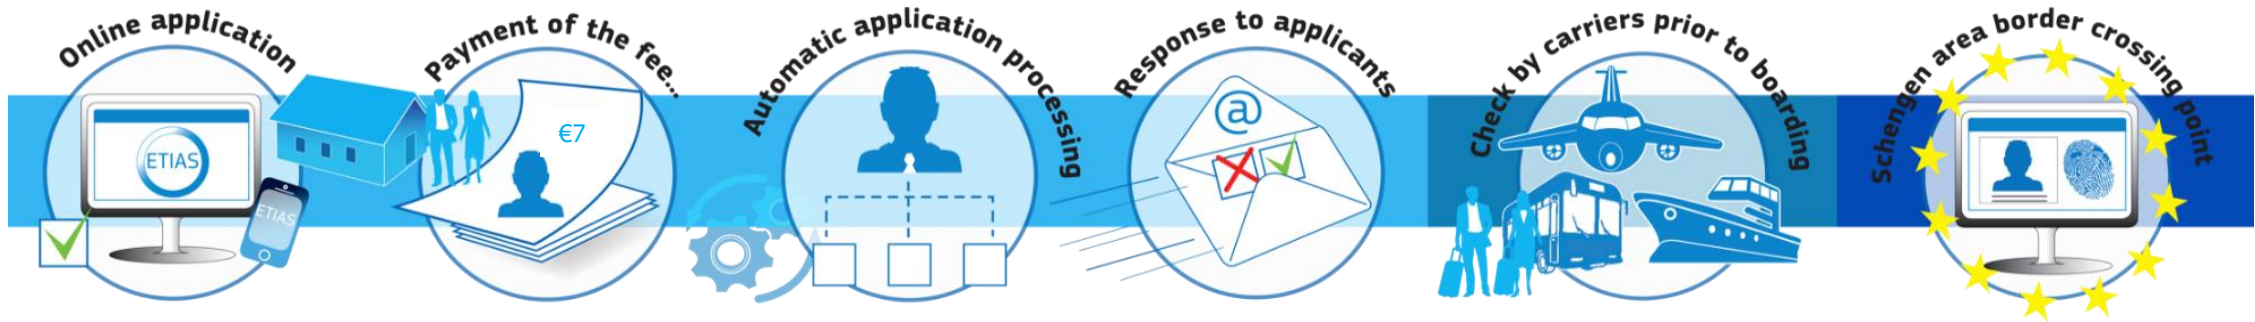 Online application
ETIAS
ETIAS
Payment of the fee...
€7
Automatic application processing
Response to applicants
@
Check by carriers prior to boarding
Schengen area border crossing point